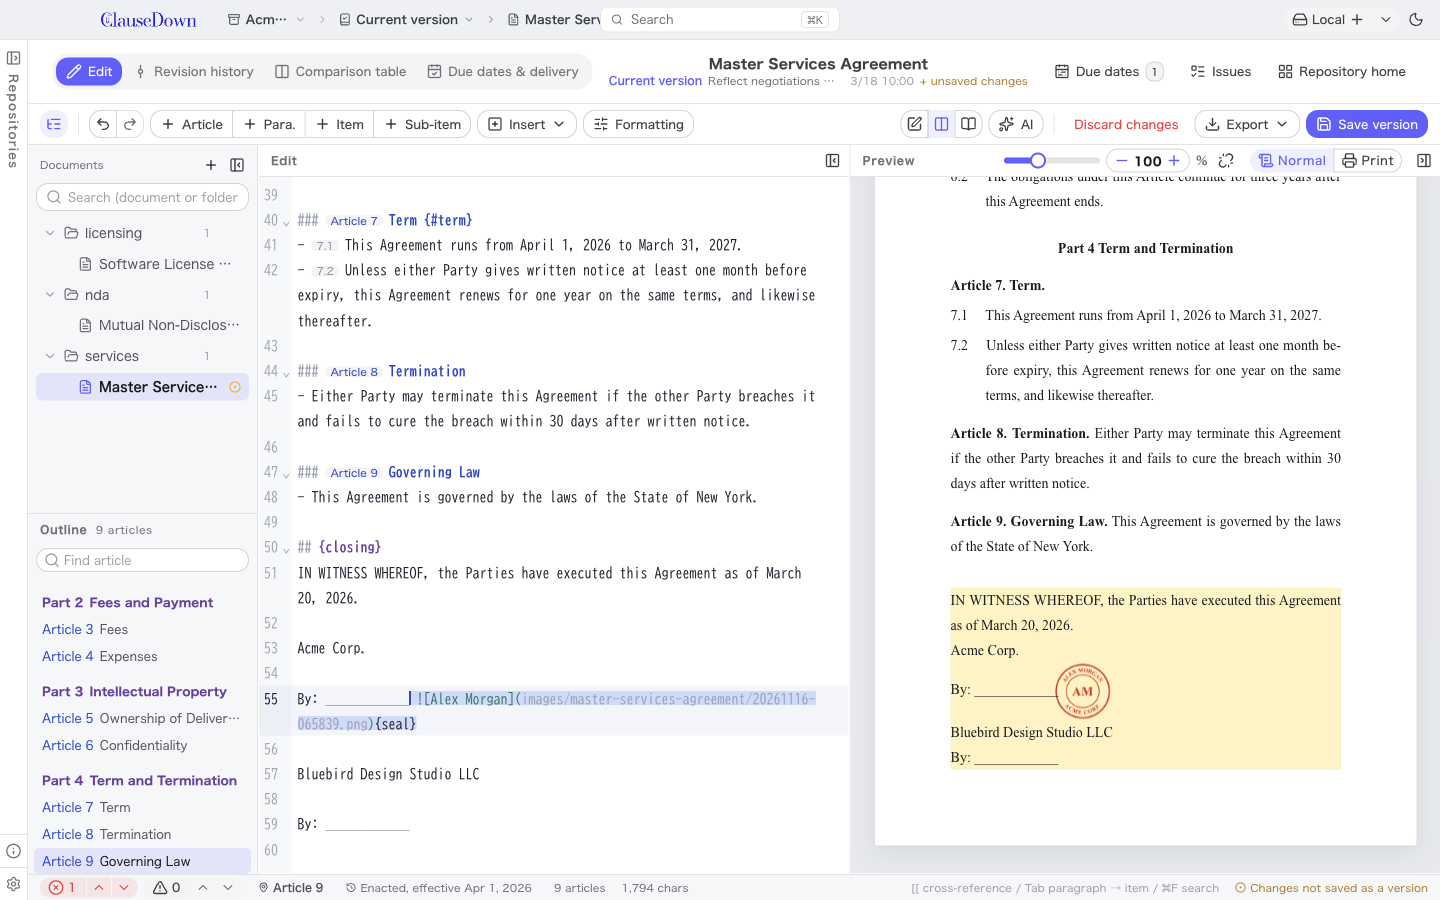 ClauseDown
Acm···
Current version
Master Serv
Search
⌘K
Local
Repositories
Edit
Revision history
Comparison table
Due dates & delivery
Master Services Agreement
Current version Reflect negotiations ··· 3/18 10:00 + unsaved changes
Due dates 1
Issues
Repository home
Article
Para.
Item
Sub-item
Insert
Formatting
AI
Discard changes
Export
Save version
Documents
Search (document or folder
licensing 1
Software License ···
nda 1
Mutual Non-Disclos···
services 1
Master Service···
Outline 9 articles
Find article
Part 2 Fees and Payment
Article 3 Fees
Article 4 Expenses
Part 3 Intellectual Property
Article 5 Ownership of Deliver···
Article 6 Confidentiality
Part 4 Term and Termination
Article 7 Term
Article 8 Termination
Article 9 Governing Law
Edit
39
40 ### Article 7 Term {#term}
41 – 7.1 This Agreement runs from April 1, 2026 to March 31, 2027.
42 – 7.2 Unless either Party gives written notice at least one month before
expiry, this Agreement renews for one year on the same terms, and likewise
thereafter.
43
44 ### Article 8 Termination
45 – Either Party may terminate this Agreement if the other Party breaches it
and fails to cure the breach within 30 days after written notice.
46
47 ### Article 9 Governing Law
48 – This Agreement is governed by the laws of the State of New York.
49
50 ## {closing}
51 IN WITNESS WHEREOF, the Parties have executed this Agreement as of March
20, 2026.
52
53 Acme Corp.
54
55 By: ____________ ![Alex Morgan](images/master-services-agreement/20261116-
065839.png){seal}
56
57 Bluebird Design Studio LLC
58
59 By: ____________
60
Preview
100 %
Normal
Print
6.2 The obligations under this Article continue for three years after
this Agreement ends.
Part 4 Term and Termination
Article 7. Term.
7.1 This Agreement runs from April 1, 2026 to March 31, 2027.
7.2 Unless either Party gives written notice at least one month be-
fore expiry, this Agreement renews for one year on the same
terms, and likewise thereafter.
Article 8. Termination. Either Party may terminate this Agreement
if the other Party breaches it and fails to cure the breach within 30
days after written notice.
Article 9. Governing Law. This Agreement is governed by the laws
of the State of New York.
IN WITNESS WHEREOF, the Parties have executed this Agreement
as of March 20, 2026.
Acme Corp.
By: ____________
ALEX MORGAN
AM
ACME CORP.
Bluebird Design Studio LLC
By: ____________
1
0
Article 9
Enacted, effective Apr 1, 2026
9 articles
1,794 chars
[[ cross-reference / Tab paragraph → item / ⌘F search
Changes not saved as a version